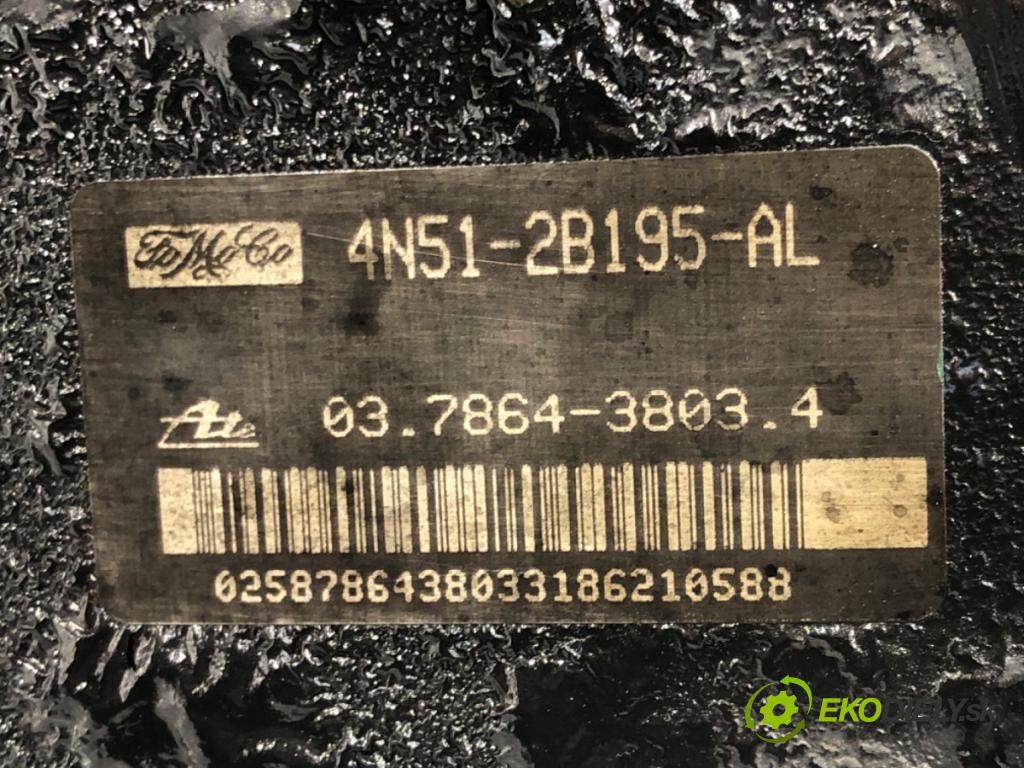 FoMoCo 4N51-2B195-AL
Ate 03.7864-3803.4
02587864380331862105​88
EKODIELY.sk